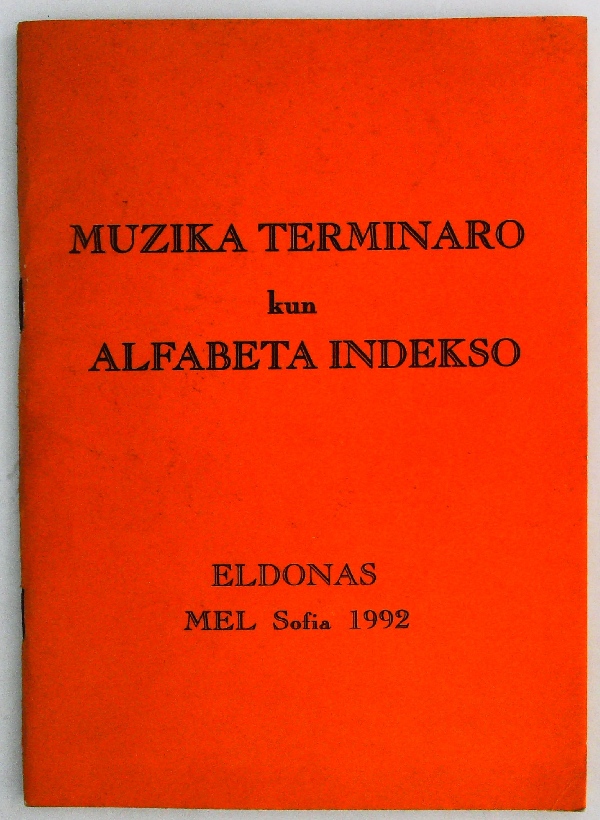 MUZIKA TERMINARO
kun
ALFABETA INDEKSO
ELDONAS
MEL Sofia 1992